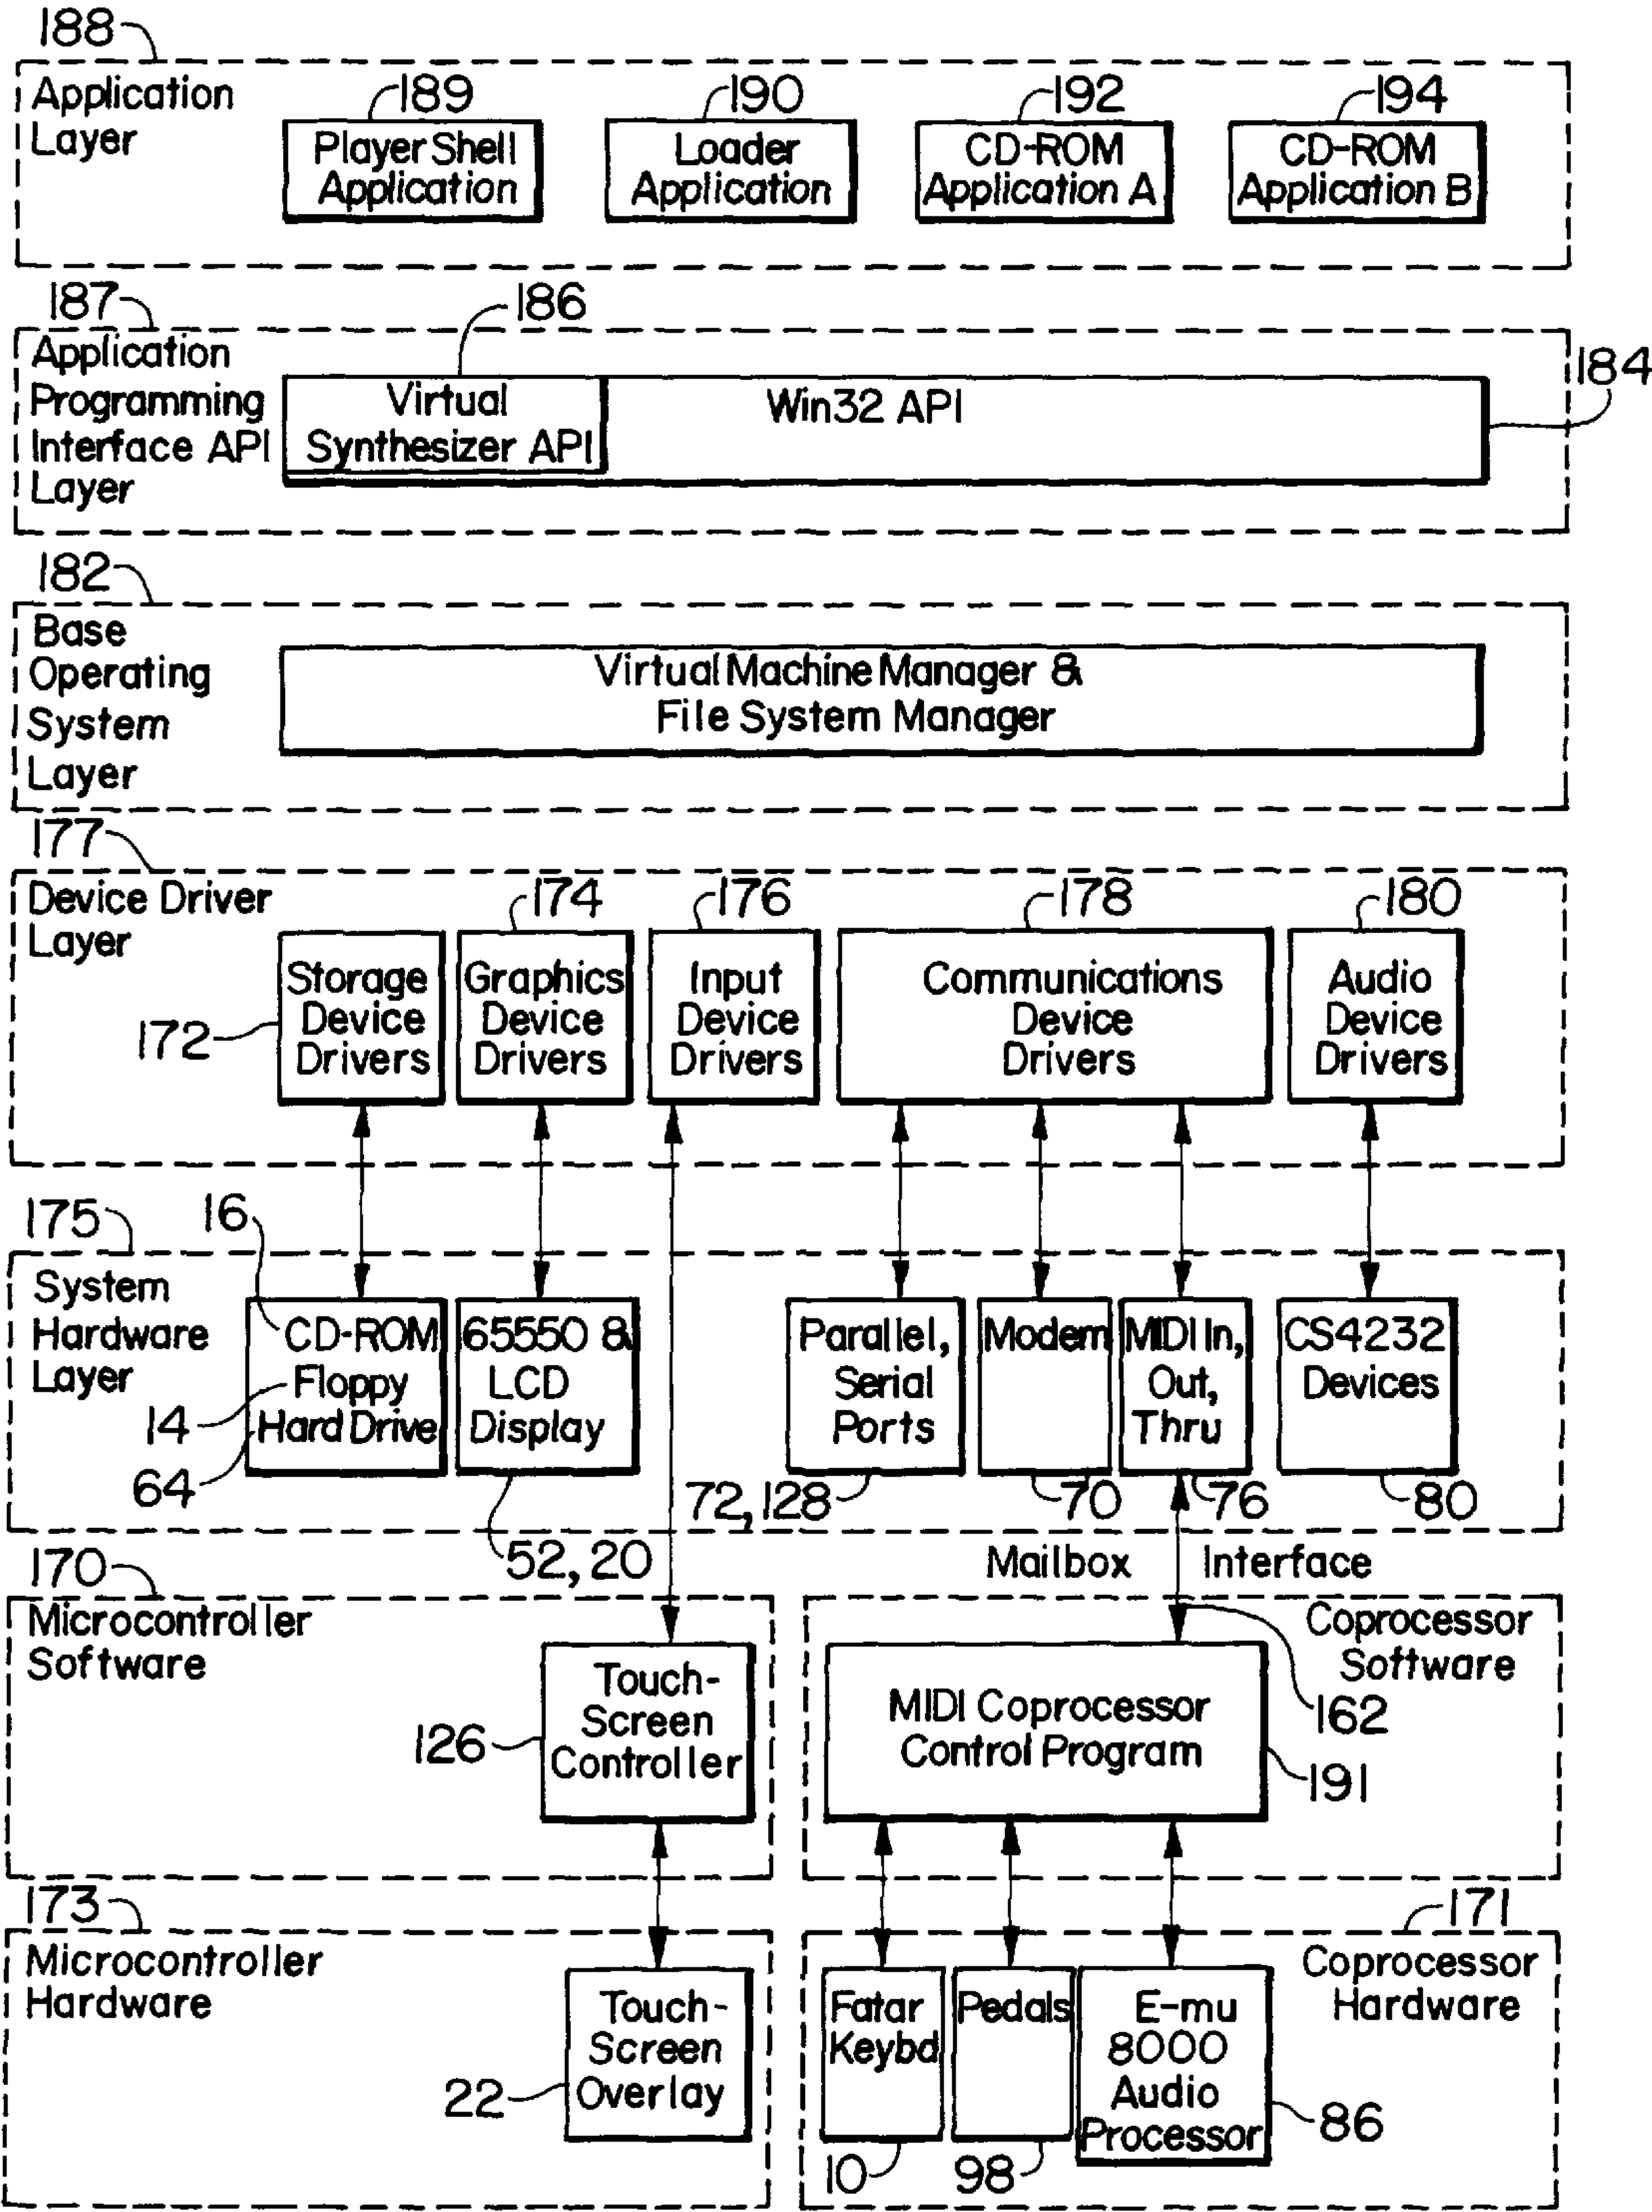 188
Application
Layer
189
Player Shell
Application
190
Loader
Application
192
CD-ROM
Application A
194
CD-ROM
Application B
187
Application
Programming
Interface API
Layer
186
Virtual
Synthesizer API
Win32 API
184
182
Base
Operating
System
Layer
Virtual Machine Manager &
File System Manager
177
Device Driver
Layer
172
Storage
Device
Drivers
174
Graphics
Device
Drivers
176
Input
Device
Drivers
178
Communications
Device
Drivers
180
Audio
Device
Drivers
175
System
Hardware
Layer
16
14
64
CD-ROM
Floppy
Hard Drive
65550 &
LCD
Display
52, 20
Parallel,
Serial
Ports
72, 128
Modem
70
MIDI In,
Out,
Thru
76
CS4232
Devices
80
Mailbox Interface
170
Microcontroller
Software
126
Touch-
Screen
Controller
Coprocessor
Software
162
MIDI Coprocessor
Control Program
191
173
Microcontroller
Hardware
22
Touch-
Screen
Overlay
171
Coprocessor
Hardware
Fatar
Keybd
10
Pedals
98
E-mu
8000
Audio
Processor
86